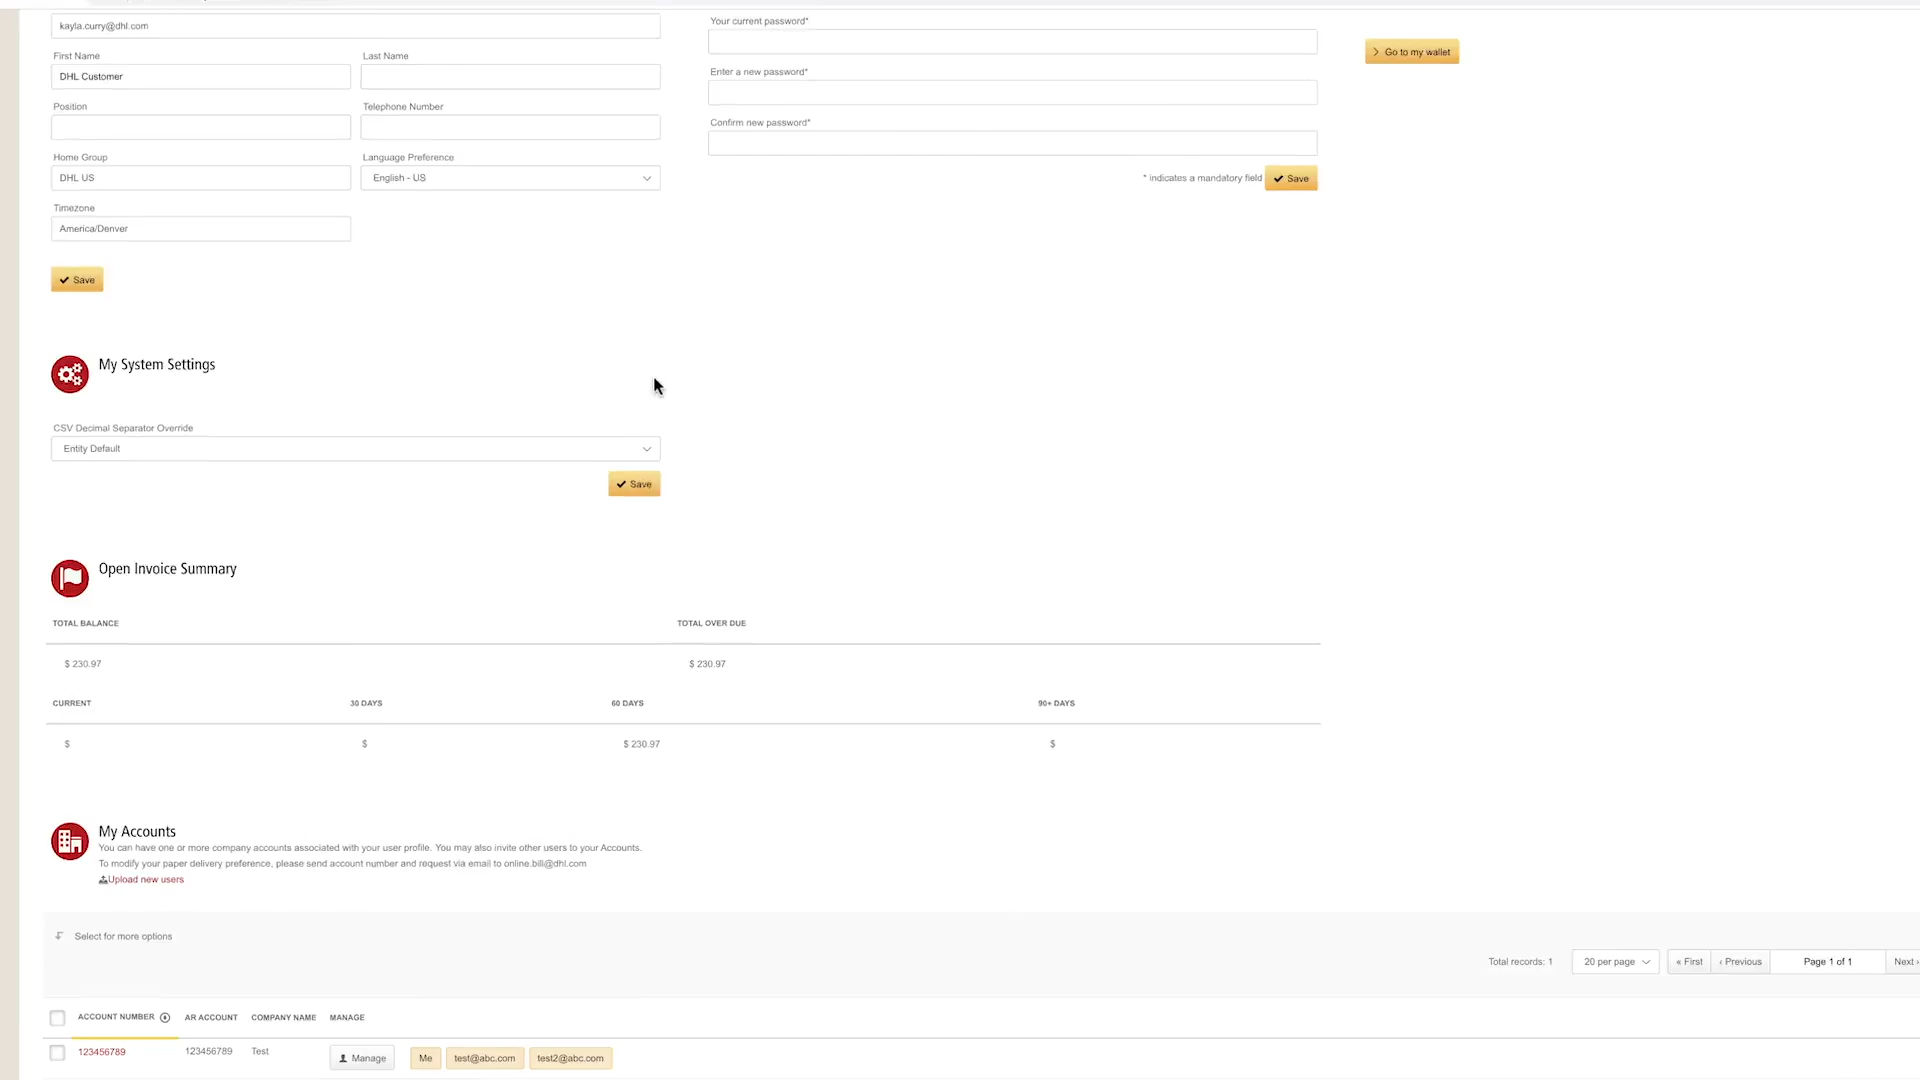 kayla.curry@dhl.com
First Name
Last Name
DHL Customer
Position
Telephone Number
Home Group
Language Preference
DHL US
English - US
Timezone
America/Denver
Save
Your current password*
Enter a new password*
Confirm new password*
* indicates a mandatory field
Save
Go to my wallet
My System Settings
CSV Decimal Separator Override
Entity Default
Save
Open Invoice Summary
TOTAL BALANCE
TOTAL OVER DUE
$ 230.97
$ 230.97
CURRENT
30 DAYS
60 DAYS
90+ DAYS
$
$
$ 230.97
$
My Accounts
You can have one or more company accounts associated with your user profile. You may also invite other users to your Accounts.
To modify your paper delivery preference, please send account number and request via email to online.bill@dhl.com
Upload new users
Select for more options
Total records: 1
20 per page
« First
‹ Previous
Page 1 of 1
Next ›
ACCOUNT NUMBER
AR ACCOUNT
COMPANY NAME
MANAGE
123456789
123456789
Test
Manage
Me
test@abc.com
test2@abc.com